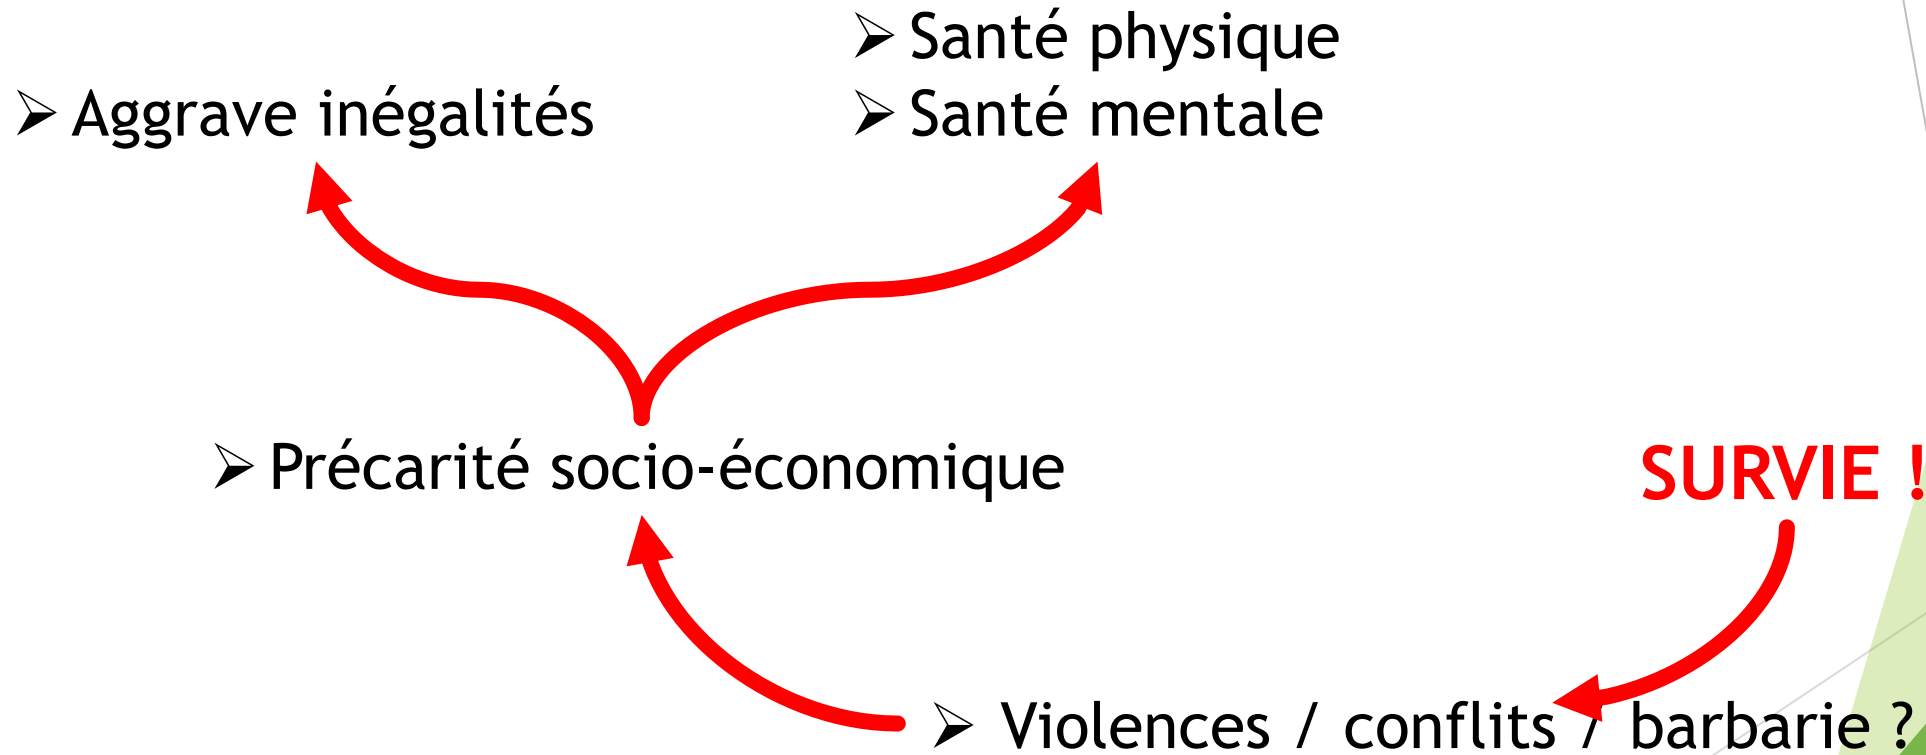 ➢ Santé physique
➢ Aggrave inégalités
➢ Santé mentale
➢ Précarité socio-économique
SURVIE !
➢ Violences / conflits / barbarie ?